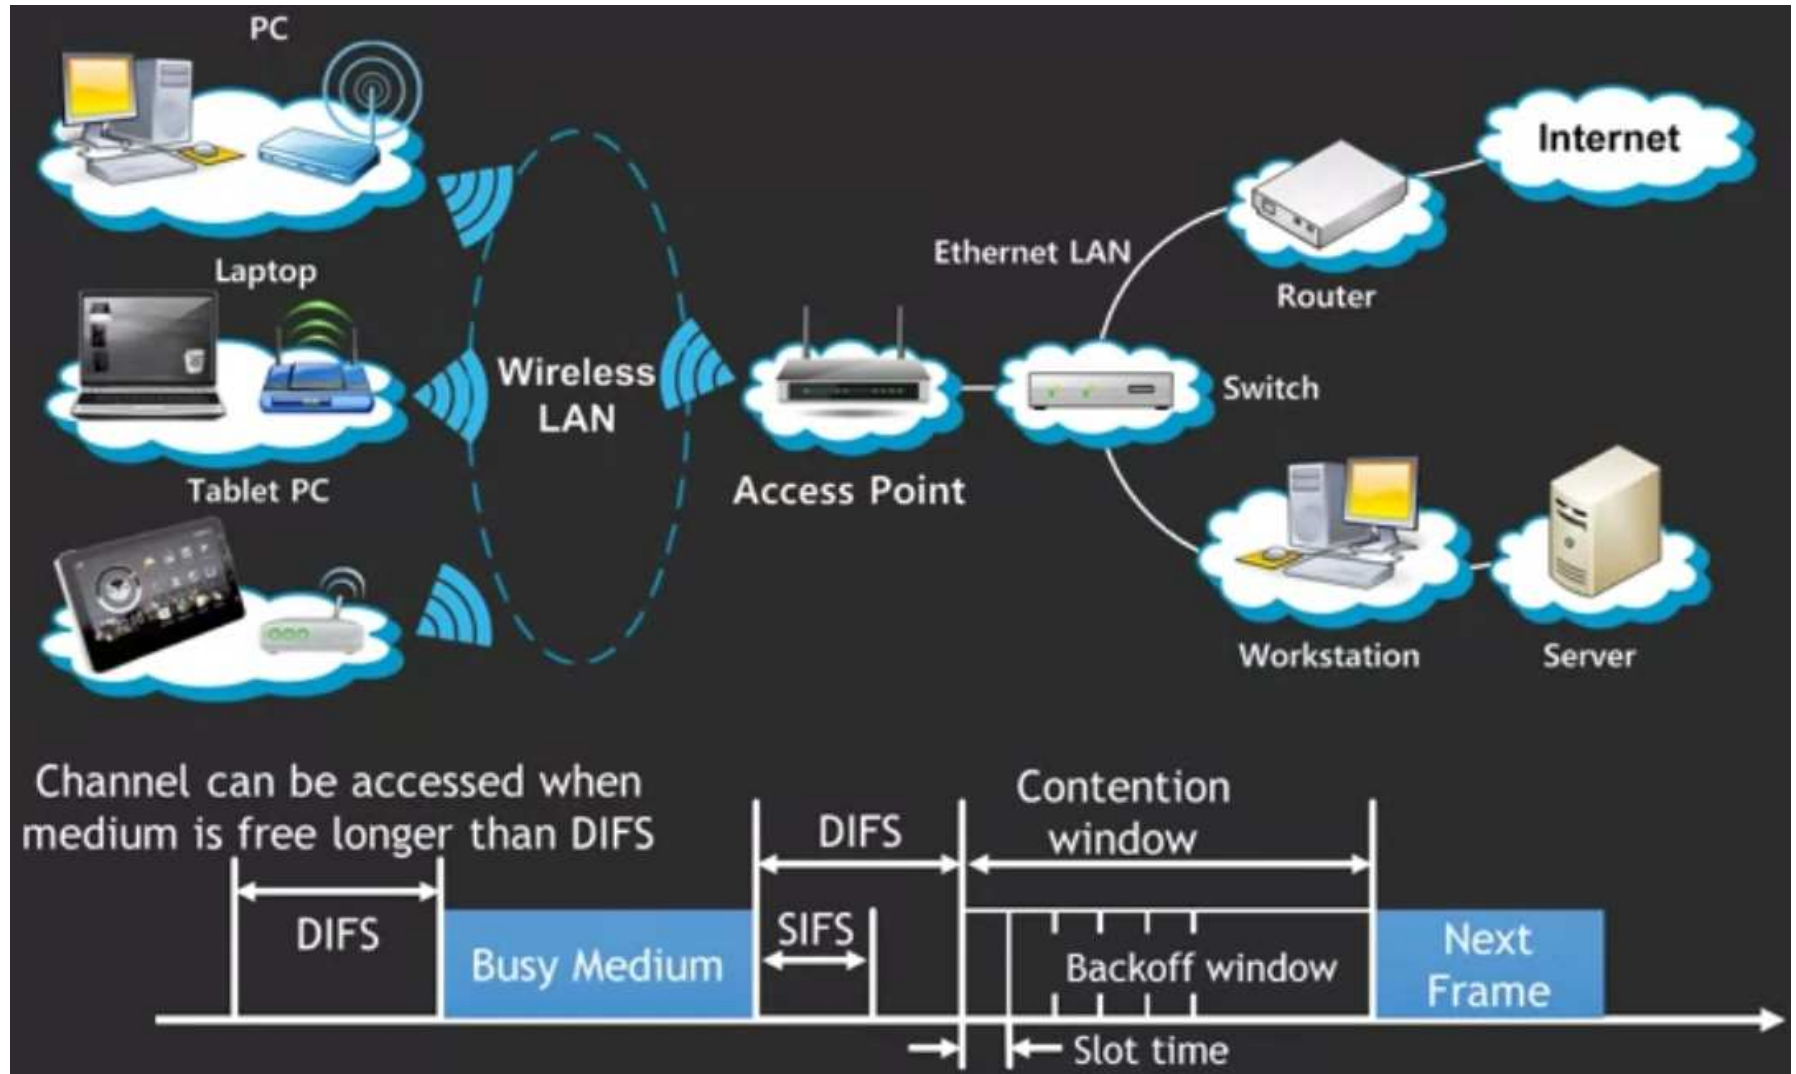 PC
Internet
Ethernet LAN
Laptop
Router
Wireless
LAN
Switch
Tablet PC
Access Point
Workstation
Server
Channel can be accessed when
medium is free longer than DIFS
DIFS
Contention
window
DIFS
SIFS
Busy Medium
Backoff window
Next
Frame
Slot time